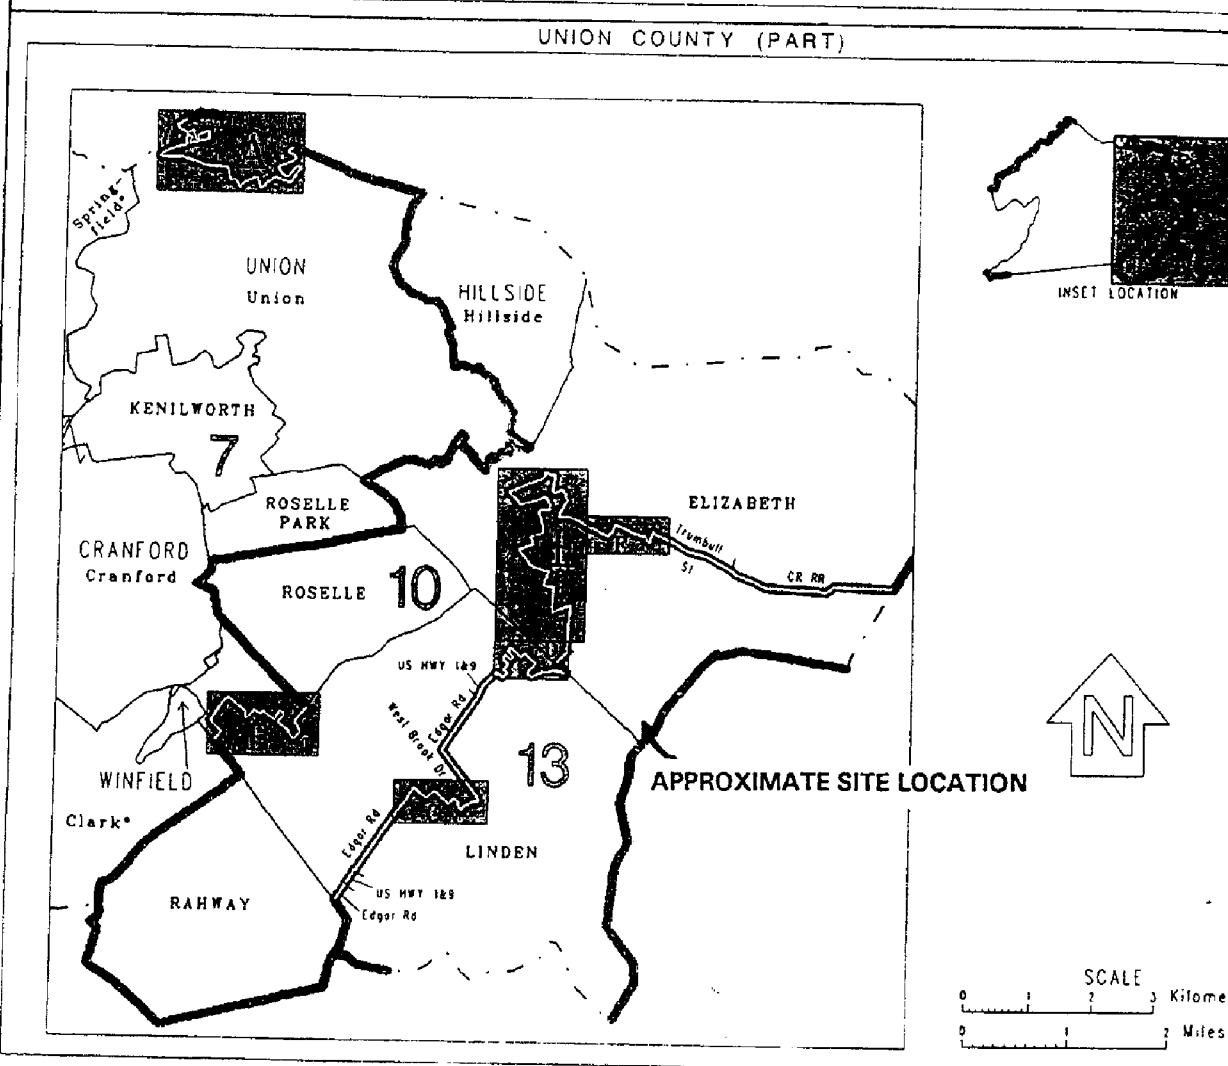 UNION COUNTY (PART)
A
Spring-
field*
UNION
Union
HILLSIDE
Hillside
INSET LOCATION
KENILWORTH
7
ROSELLE
PARK
ELIZABETH
Trumbull
St
CR RR
CRANFORD
Cranford
ROSELLE
10
US HWY 1&9
Edgar Rd
West Brook Dr
13
N
WINFIELD
APPROXIMATE SITE LOCATION
Clark*
Edgar Rd
LINDEN
US HWY 1&9
Edgar Rd
RAHWAY
SCALE
0 1 2 3 Kilome
0 1 2 Miles